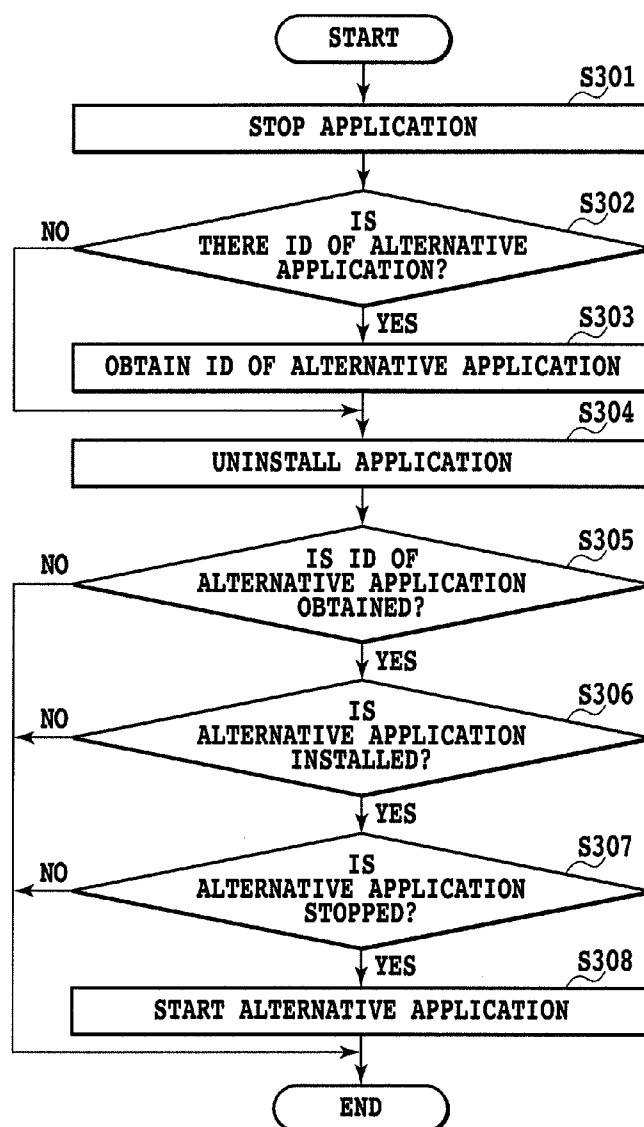 START
S301
STOP APPLICATION
S302
NO
IS
THERE ID OF ALTERNATIVE
APPLICATION?
YES
S303
OBTAIN ID OF ALTERNATIVE APPLICATION
S304
UNINSTALL APPLICATION
S305
NO
IS ID OF
ALTERNATIVE APPLICATION
OBTAINED?
YES
S306
NO
IS
ALTERNATIVE APPLICATION
INSTALLED?
YES
S307
NO
IS
ALTERNATIVE APPLICATION
STOPPED?
YES
S308
START ALTERNATIVE APPLICATION
END